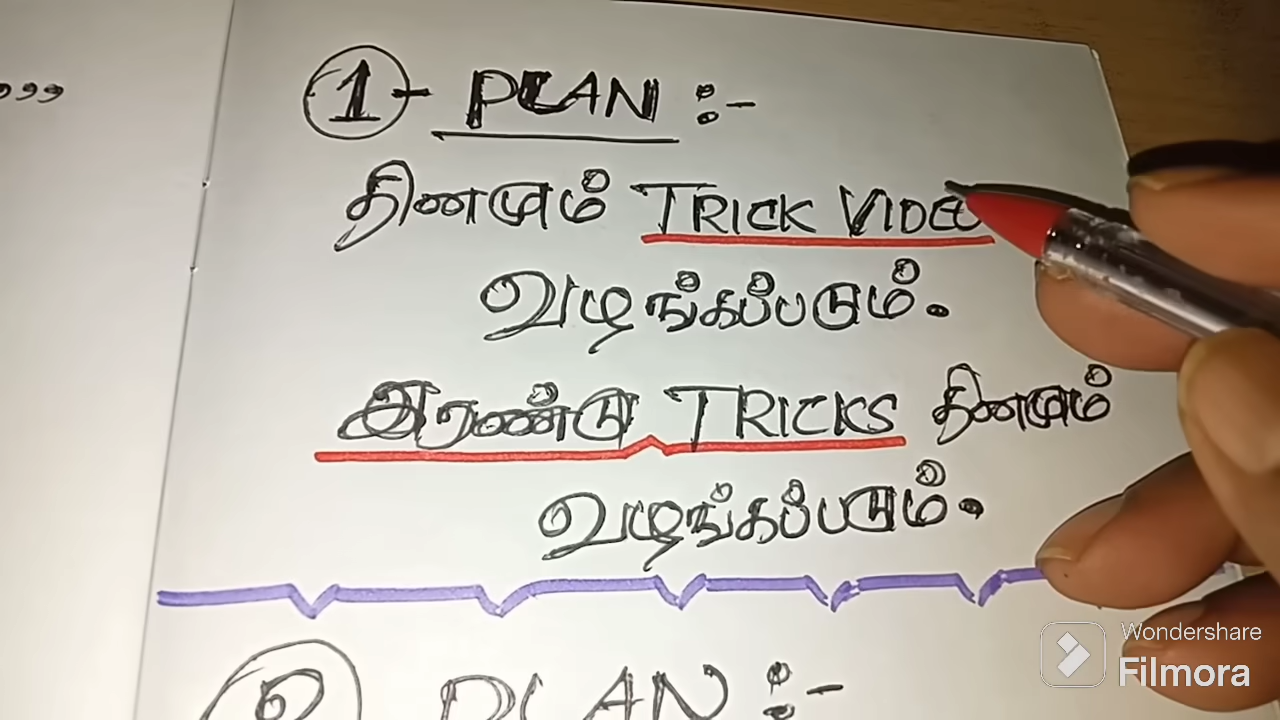 ”””
1 - PLAN :-
தினமும் TRICK VIDEO
வழங்கப்படும்.
இரண்டு TRICKS தினமும்
வழங்கப்படும்.
2 PLAN :-
Wondershare
Filmora